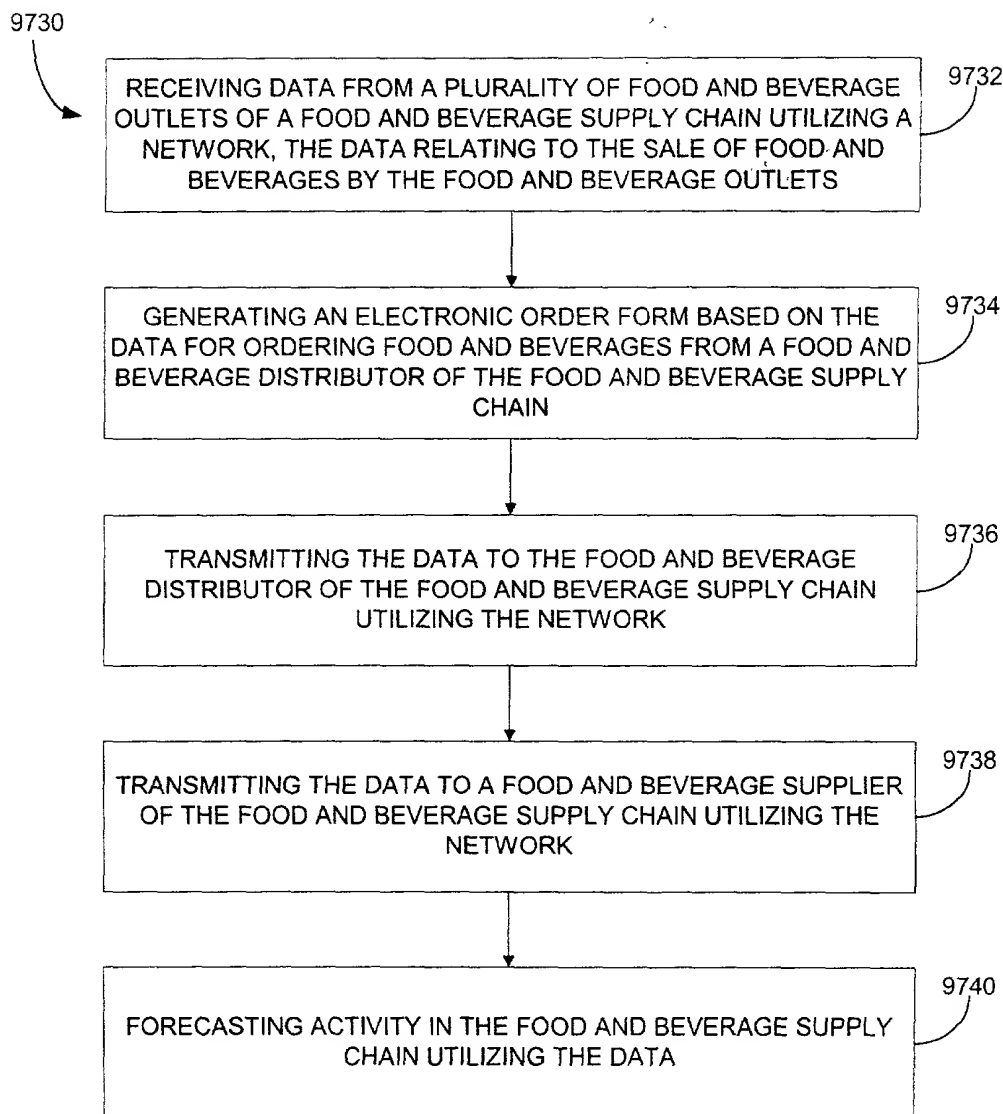 9730
9732
RECEIVING DATA FROM A PLURALITY OF FOOD AND BEVERAGE
OUTLETS OF A FOOD AND BEVERAGE SUPPLY CHAIN UTILIZING A
NETWORK, THE DATA RELATING TO THE SALE OF FOOD AND
BEVERAGES BY THE FOOD AND BEVERAGE OUTLETS
9734
GENERATING AN ELECTRONIC ORDER FORM BASED ON THE
DATA FOR ORDERING FOOD AND BEVERAGES FROM A FOOD AND
BEVERAGE DISTRIBUTOR OF THE FOOD AND BEVERAGE SUPPLY
CHAIN
9736
TRANSMITTING THE DATA TO THE FOOD AND BEVERAGE
DISTRIBUTOR OF THE FOOD AND BEVERAGE SUPPLY CHAIN
UTILIZING THE NETWORK
9738
TRANSMITTING THE DATA TO A FOOD AND BEVERAGE SUPPLIER
OF THE FOOD AND BEVERAGE SUPPLY CHAIN UTILIZING THE
NETWORK
9740
FORECASTING ACTIVITY IN THE FOOD AND BEVERAGE SUPPLY
CHAIN UTILIZING THE DATA